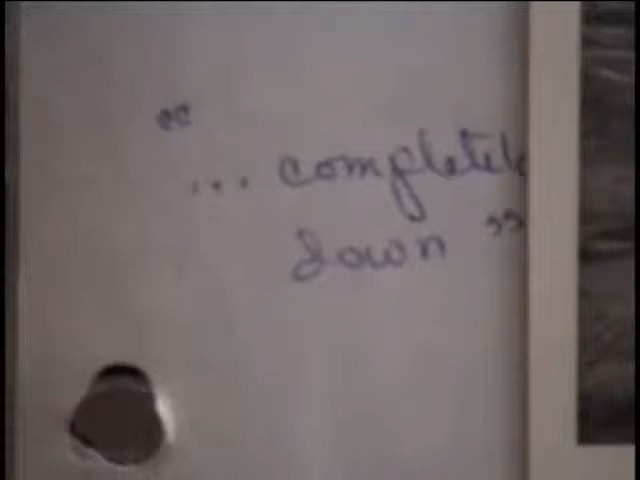 “
... completel
down ”